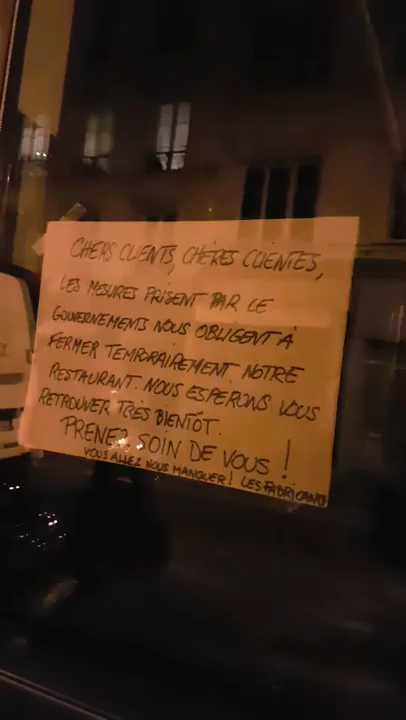 CHERS CLIENTS, CHÈRES CLIENTES,
LES MESURES PRISENT PAR LE
GOUVERNEMENTS NOUS OBLIGENT À
FERMER TEMPORAIREMENT NOTRE
RESTAURANT. NOUS ESPERONS VOUS
RETROUVER TRÈS BIENTÔT.
PRENEZ SOIN DE VOUS !
VOUS ALLEZ NOUS MANQUER ! LES